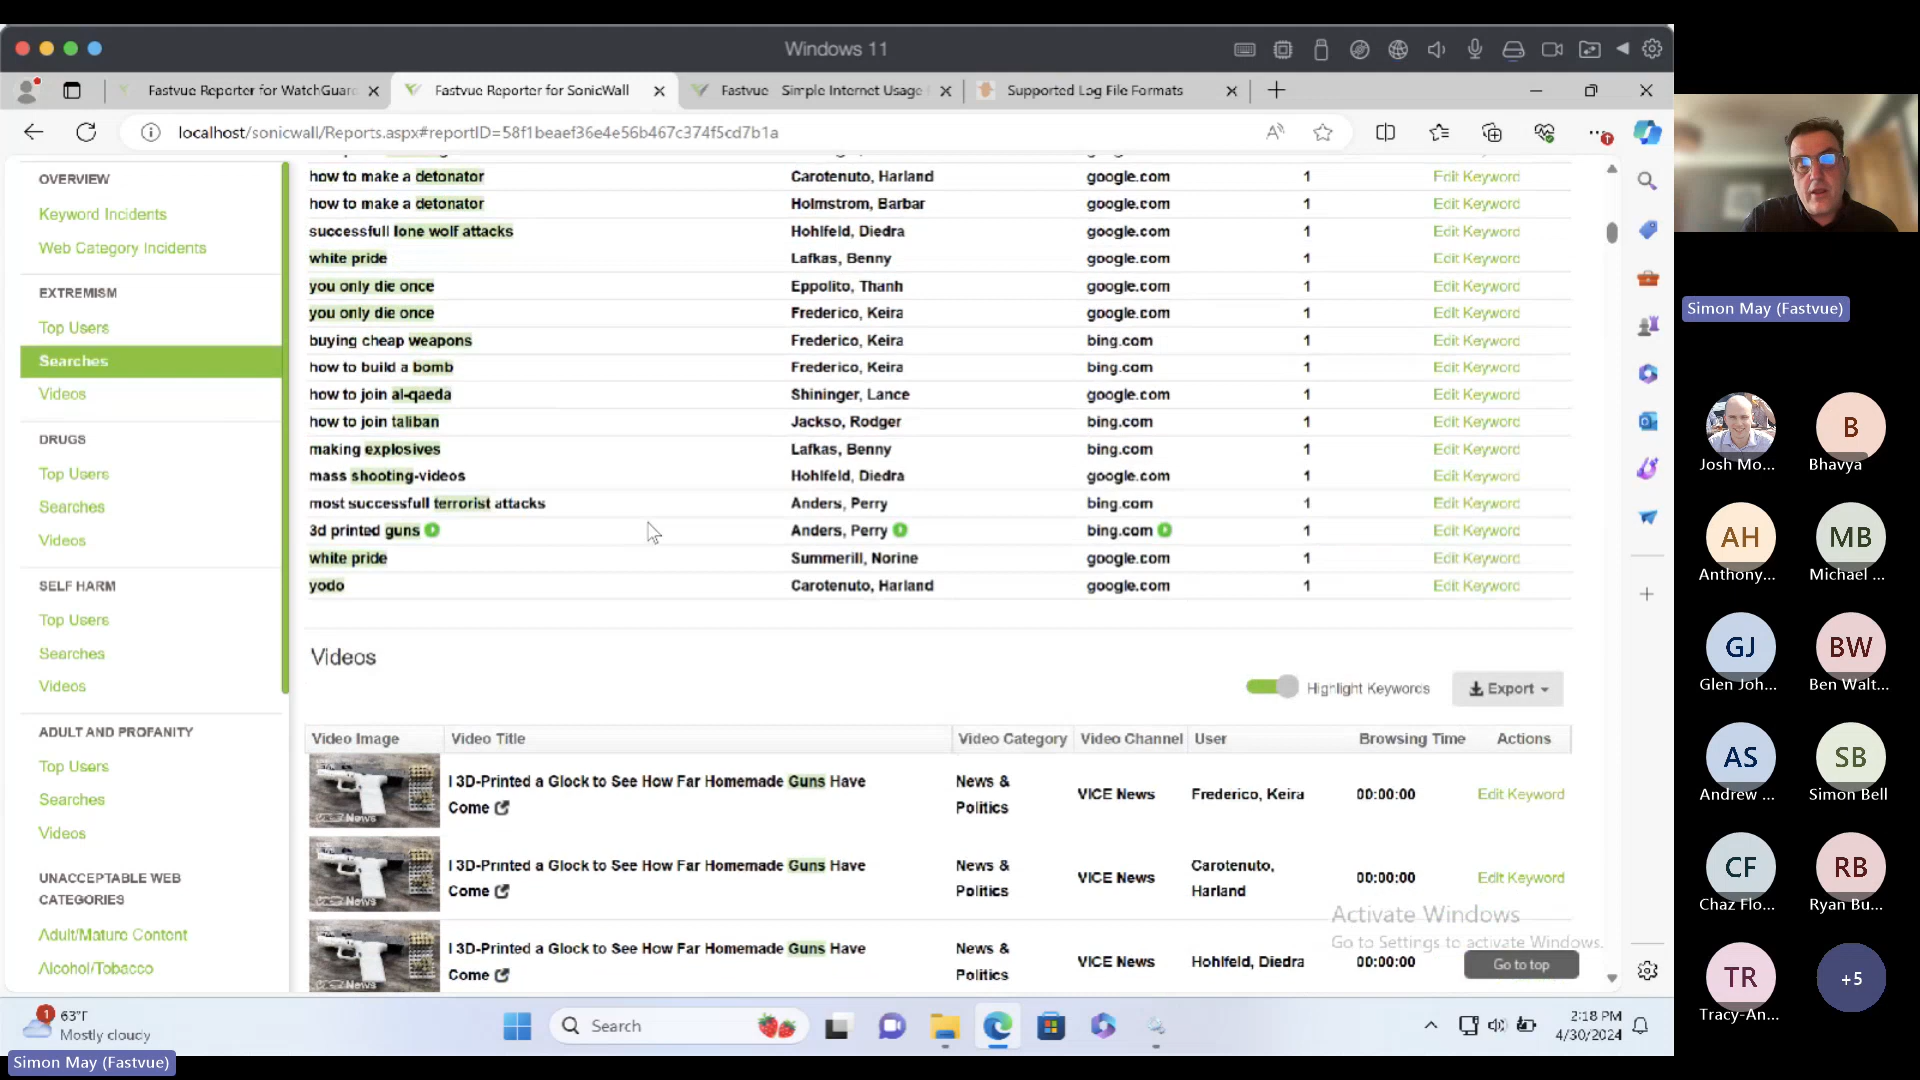 Windows 11
Fastvue Reporter for WatchGuard
Fastvue Reporter for SonicWall
Fastvue Simple Internet Usage
Supported Log File Formats
localhost/sonicwall/Reports.aspx#reportID=58f1beaef36e4e56b467c374f5cd7b1a
OVERVIEW
Keyword Incidents
Web Category Incidents
EXTREMISM
Top Users
Searches
Videos
DRUGS
Top Users
Searches
Videos
SELF HARM
Top Users
Searches
Videos
ADULT AND PROFANITY
Top Users
Searches
Videos
UNACCEPTABLE WEB
CATEGORIES
Adult/Mature Content
Alcohol/Tobacco
how to make a detonator Carotenuto, Harland google.com 1 Edit Keyword
how to make a detonator Holmstrom, Barbar google.com 1 Edit Keyword
successfull lone wolf attacks Hohlfeld, Diedra google.com 1 Edit Keyword
white pride Lafkas, Benny google.com 1 Edit Keyword
you only die once Eppolito, Thanh google.com 1 Edit Keyword
you only die once Frederico, Keira google.com 1 Edit Keyword
buying cheap weapons Frederico, Keira bing.com 1 Edit Keyword
how to build a bomb Frederico, Keira bing.com 1 Edit Keyword
how to join al-qaeda Shininger, Lance google.com 1 Edit Keyword
how to join taliban Jackso, Rodger bing.com 1 Edit Keyword
making explosives Lafkas, Benny bing.com 1 Edit Keyword
mass shooting-videos Hohlfeld, Diedra google.com 1 Edit Keyword
most successfull terrorist attacks Anders, Perry bing.com 1 Edit Keyword
3d printed guns Anders, Perry bing.com 1 Edit Keyword
white pride Summerill, Norine google.com 1 Edit Keyword
yodo Carotenuto, Harland google.com 1 Edit Keyword
Videos
Highlight Keywords
Export
Video Image Video Title Video Category Video Channel User Browsing Time Actions
I 3D-Printed a Glock to See How Far Homemade Guns Have
Come
News &
Politics
VICE News
Frederico, Keira
00:00:00
Edit Keyword
News
I 3D-Printed a Glock to See How Far Homemade Guns Have
Come
News &
Politics
VICE News
Carotenuto,
Harland
00:00:00
Edit Keyword
News
I 3D-Printed a Glock to See How Far Homemade Guns Have
Come
News &
Politics
VICE News
Hohlfeld, Diedra
00:00:00
News
Activate Windows
Go to Settings to activate Windows.
Go to top
1
63°F
Mostly cloudy
Search
2:18 PM
4/30/2024
Simon May (Fastvue)
Simon May (Fastvue)
Josh Mo...
B
Bhavya
AH
Anthony...
MB
Michael ...
GJ
Glen Joh...
BW
Ben Walt...
AS
Andrew ...
SB
Simon Bell
CF
Chaz Flo...
RB
Ryan Bu...
TR
Tracy-An...
+5